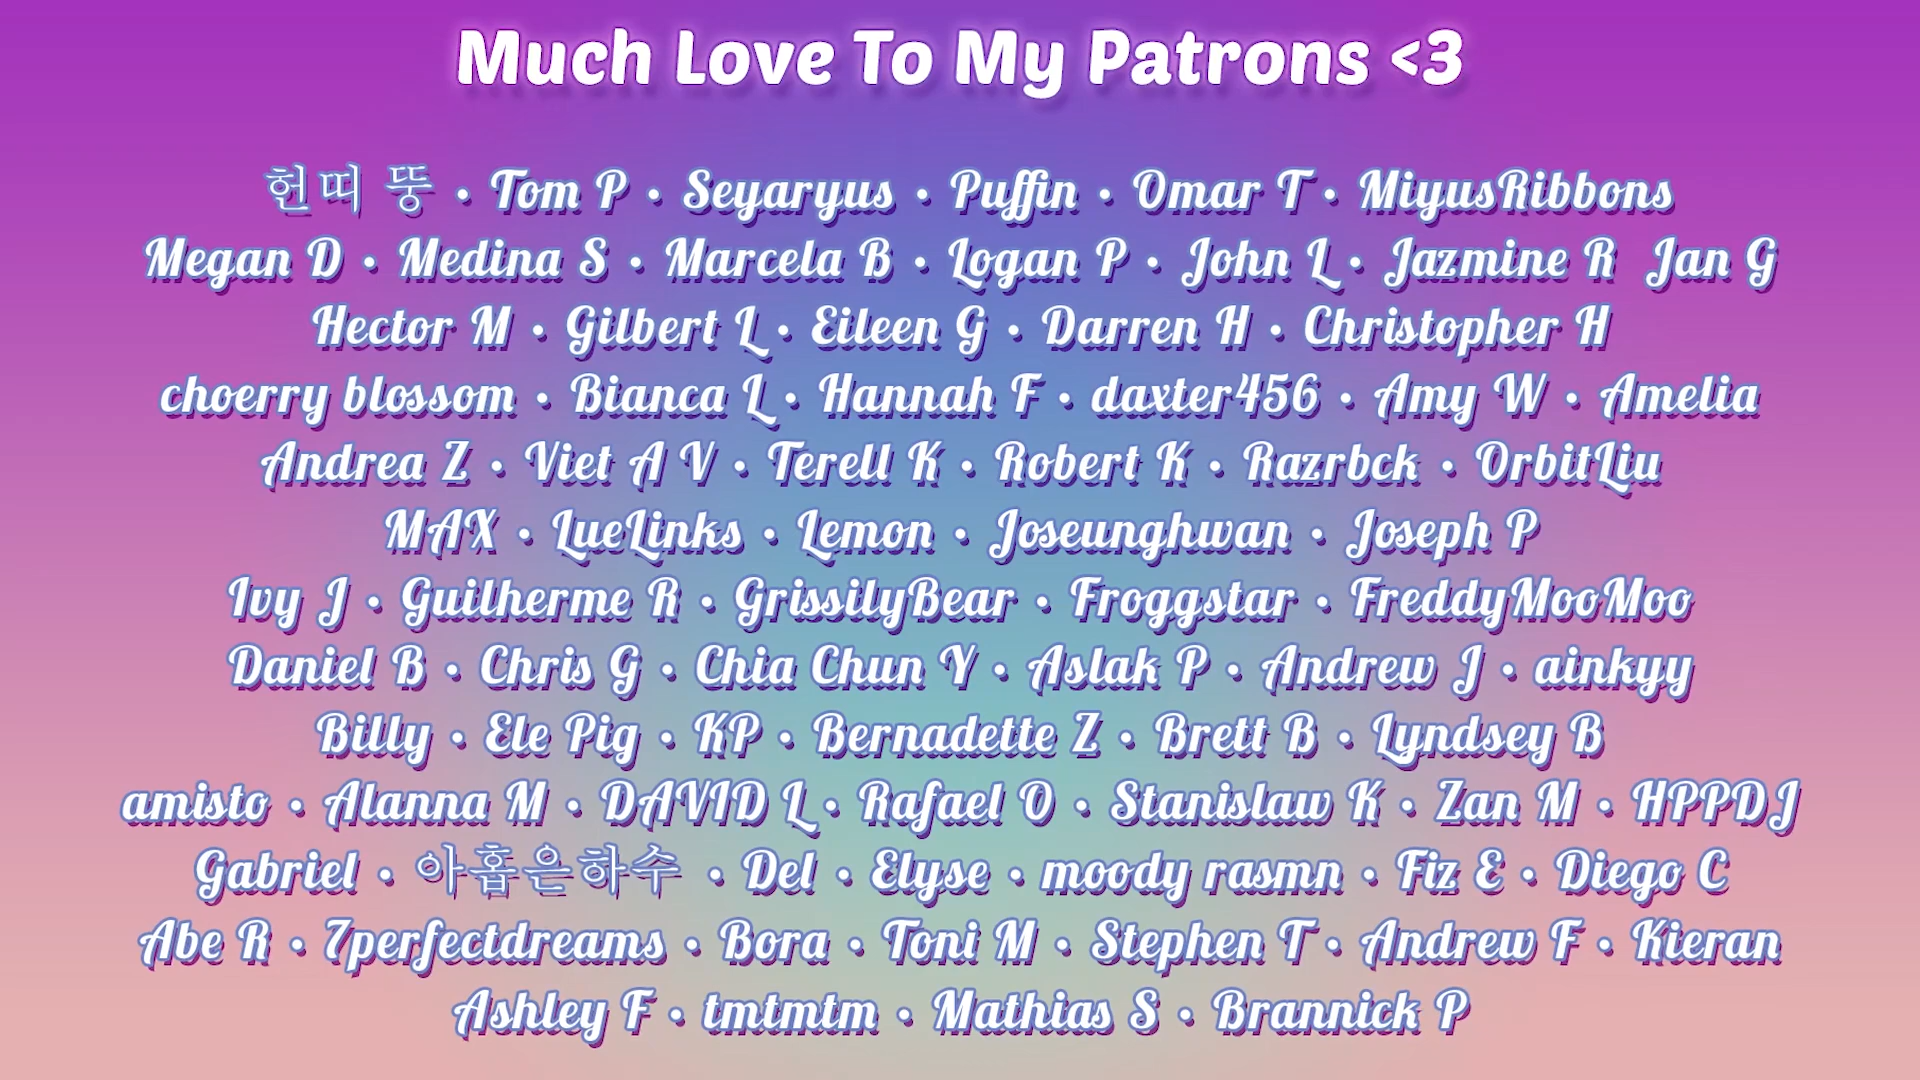 Much Love To My Patrons <3
헌띠 뚱 • Tom P • Seyaryus • Puffin • Omar T • MiyusRibbons
Megan D • Medina S • Marcela B • Logan P • John L • Jazmine R Jan G
Hector M • Gilbert L • Eileen G • Darren H • Christopher H
choerry blossom • Bianca L • Hannah F • daxter456 • Amy W • Amelia
Andrea Z • Viet A V • Terell K • Robert K • Razrbck • OrbitLiu
MAX • LueLinks • Lemon • Joseunghwan • Joseph P
Ivy J • Guilherme R • GrissilyBear • Froggstar • FreddyMooMoo
Daniel B • Chris G • Chia Chun Y • Aslak P • Andrew J • ainkyy
Billy • Ele Pig • KP • Bernadette Z • Brett B • Lyndsey B
amisto • Alanna M • DAVID L • Rafael O • Stanislaw K • Zan M • HPPDJ
Gabriel • 아홉은하수 • Del • Elyse • moody rasmn • Fiz E • Diego C
Abe R • 7perfectdreams • Bora • Toni M • Stephen T • Andrew F • Kieran
Ashley F • tmtmtm • Mathias S • Brannick P